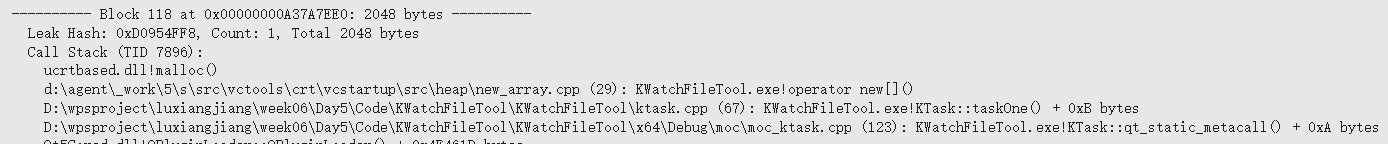 ---------- Block 118 at 0x00000000A37A7EE0: 2048 bytes ----------
Leak Hash: 0xD0954FF8, Count: 1, Total 2048 bytes
Call Stack (TID 7896):
ucrtbased.dll!malloc()
d:\agent\_work\5\s\src\vctools\crt\vcstartup\src\heap\new_array.cpp (29): KWatchFileTool.exe!operator new[]()
D:\wpsproject\luxiangjiang\week06\Day5\Code\KWatchFileTool\KWatchFileTool\ktask.cpp (67): KWatchFileTool.exe!KTask::taskOne() + 0xB bytes
D:\wpsproject\luxiangjiang\week06\Day5\Code\KWatchFileTool\KWatchFileTool\x64\Debug\moc\moc_ktask.cpp (123): KWatchFileTool.exe!KTask::qt_static_metacall() + 0xA bytes